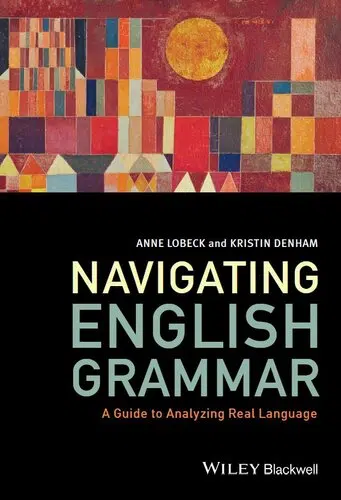 ANNE LOBECK AND KRISTIN DENHAM
NAVIGATING
ENGLISH
GRAMMAR
A Guide to Analyzing Real Language
WILEY Blackwell